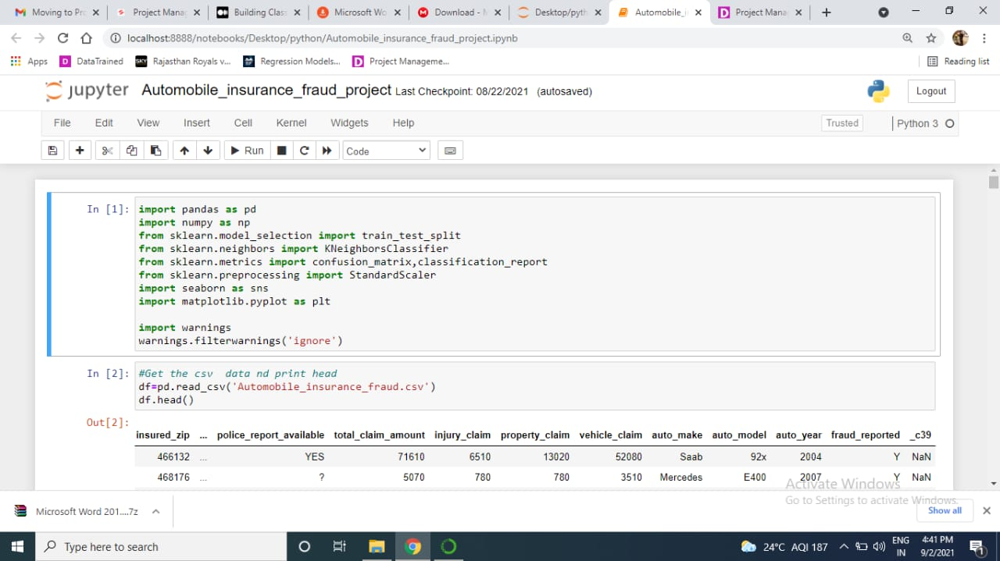 Moving to Pro
Project Manag
Building Class
Microsoft Wo
Download - M
Desktop/pyth
Automobile_i
Project Manag
localhost:8888/notebooks/Desktop/python/Automobile_insurance_fraud_project.ipynb
Apps
DataTrained
SKY
Rajasthan Royals v...
Regression Models...
Project Manageme...
Reading list
jupyter
Automobile_insurance_fraud_project Last Checkpoint: 08/22/2021 (autosaved)
Logout
File Edit View Insert Cell Kernel Widgets Help
Trusted
Python 3
Run
Code
In [1]:
import pandas as pd
import numpy as np
from sklearn.model_selection import train_test_split
from sklearn.neighbors import KNeighborsClassifier
from sklearn.metrics import confusion_matrix,classification_report
from sklearn.preprocessing import StandardScaler
import seaborn as sns
import matplotlib.pyplot as plt
import warnings
warnings.filterwarnings('ignore')
In [2]:
#Get the csv  data nd print head
df=pd.read_csv('Automobile_insurance_fraud.csv')
df.head()
Out[2]:
insured_zip ... police_report_available total_claim_amount injury_claim property_claim vehicle_claim auto_make auto_model auto_year fraud_reported _c39
466132 ... YES 71610 6510 13020 52080 Saab 92x 2004 Y NaN
468176 ... ? 5070 780 780 3510 Mercedes E400 2007 Y NaN
Activate Windows
Go to Settings to activate Windows.
Microsoft Word 201....7z
Show all
Type here to search
24°C AQI 187
ENG
IN
4:41 PM
9/2/2021
1